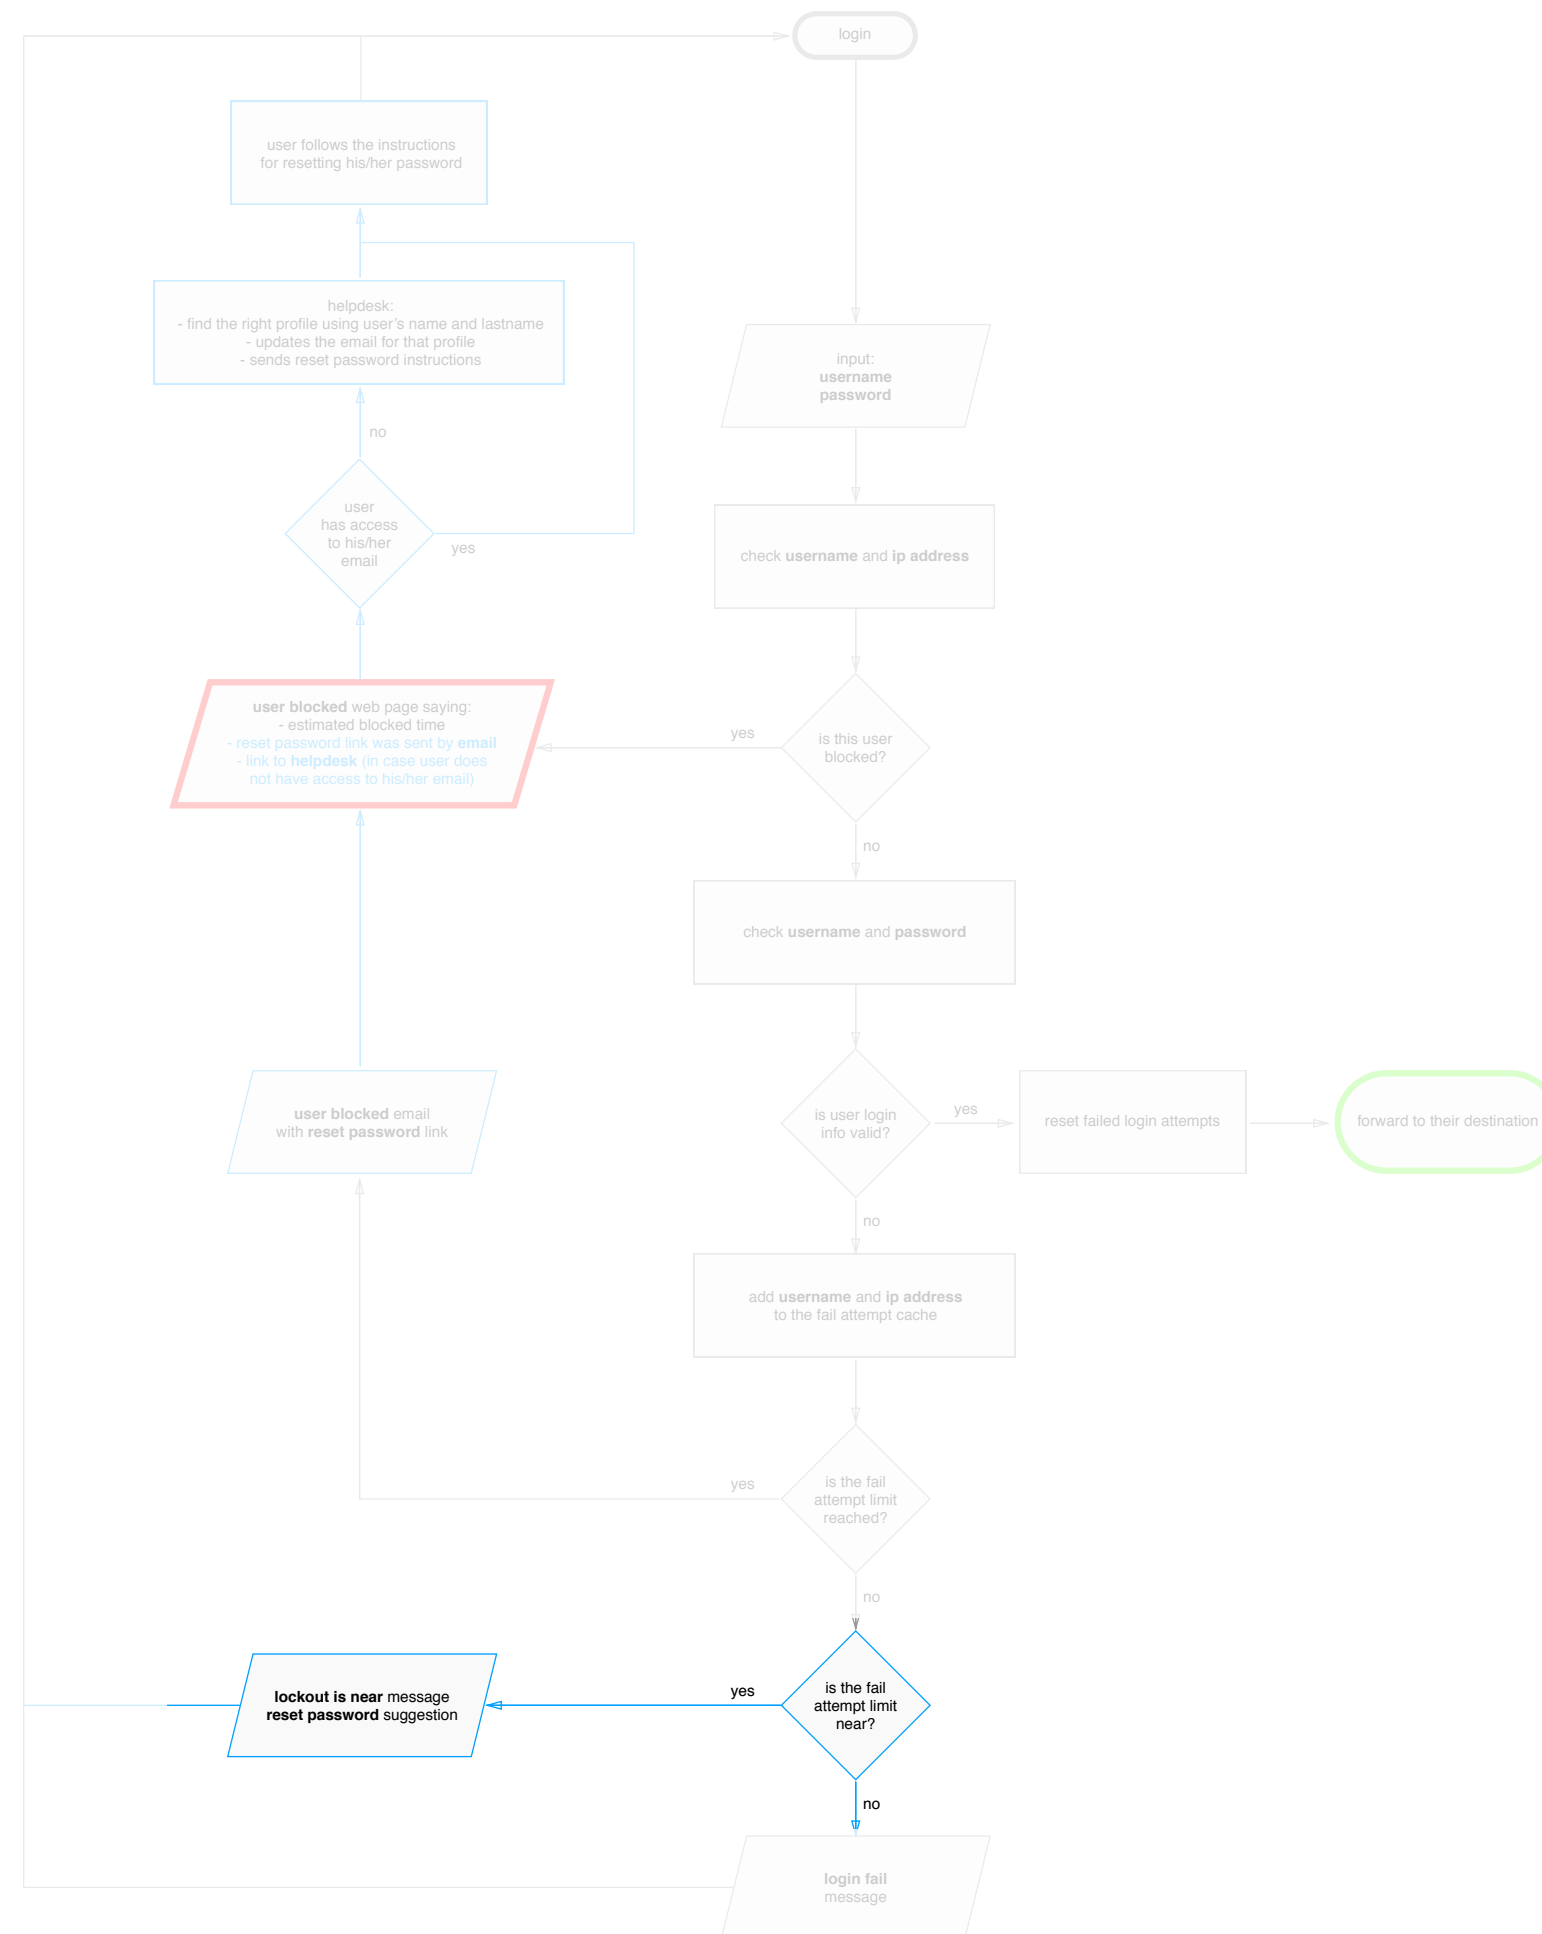 login
user follows the instructions
for resetting his/her password
helpdesk:
- find the right profile using user’s name and lastname
- updates the email for that profile
- sends reset password instructions
input:
username
password
no
user
has access
to his/her
email
yes
check username and ip address
user blocked web page saying:
- estimated blocked time
- reset password link was sent by email
- link to helpdesk (in case user does
not have access to his/her email)
yes
is this user
blocked?
no
check username and password
user blocked email
with reset password link
is user login
info valid?
yes
reset failed login attempts
forward to their destination
no
add username and ip address
to the fail attempt cache
yes
is the fail
attempt limit
reached?
no
lockout is near message
reset password suggestion
yes
is the fail
attempt limit
near?
no
login fail
message